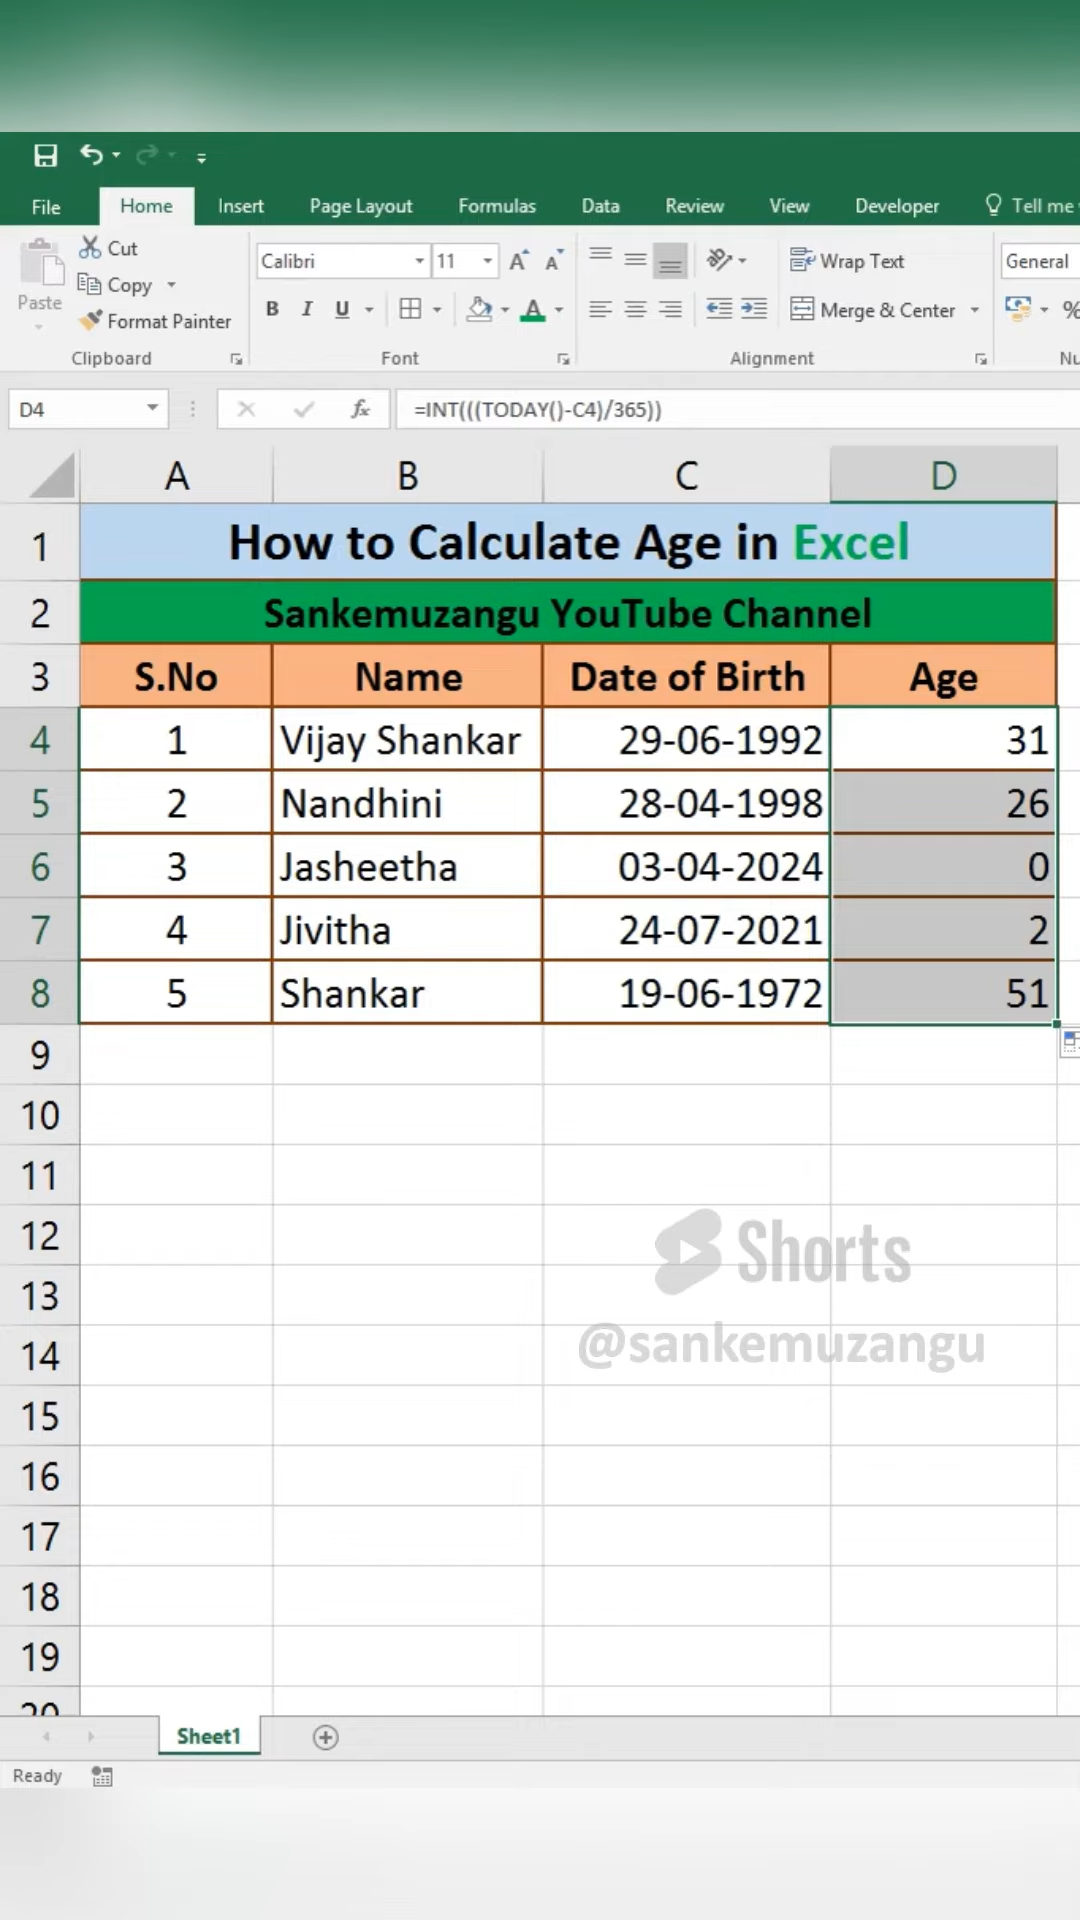 File Home Insert Page Layout Formulas Data Review View Developer Tell me
Cut
Copy
Format Painter
Paste
Clipboard
Calibri 11
B I U A
Font
Wrap Text
Merge & Center
Alignment
General
%
D4 fx =INT(((TODAY()-C4)/365))
A B C D
1 How to Calculate Age in Excel
2 Sankemuzangu YouTube Channel
3 S.No Name Date of Birth Age
4 1 Vijay Shankar 29-06-1992 31
5 2 Nandhini 28-04-1998 26
6 3 Jasheetha 03-04-2024 0
7 4 Jivitha 24-07-2021 2
8 5 Shankar 19-06-1972 51
9
10
11
12
13
14
15
16
17
18
19
20
Shorts
@sankemuzangu
Sheet1
Ready